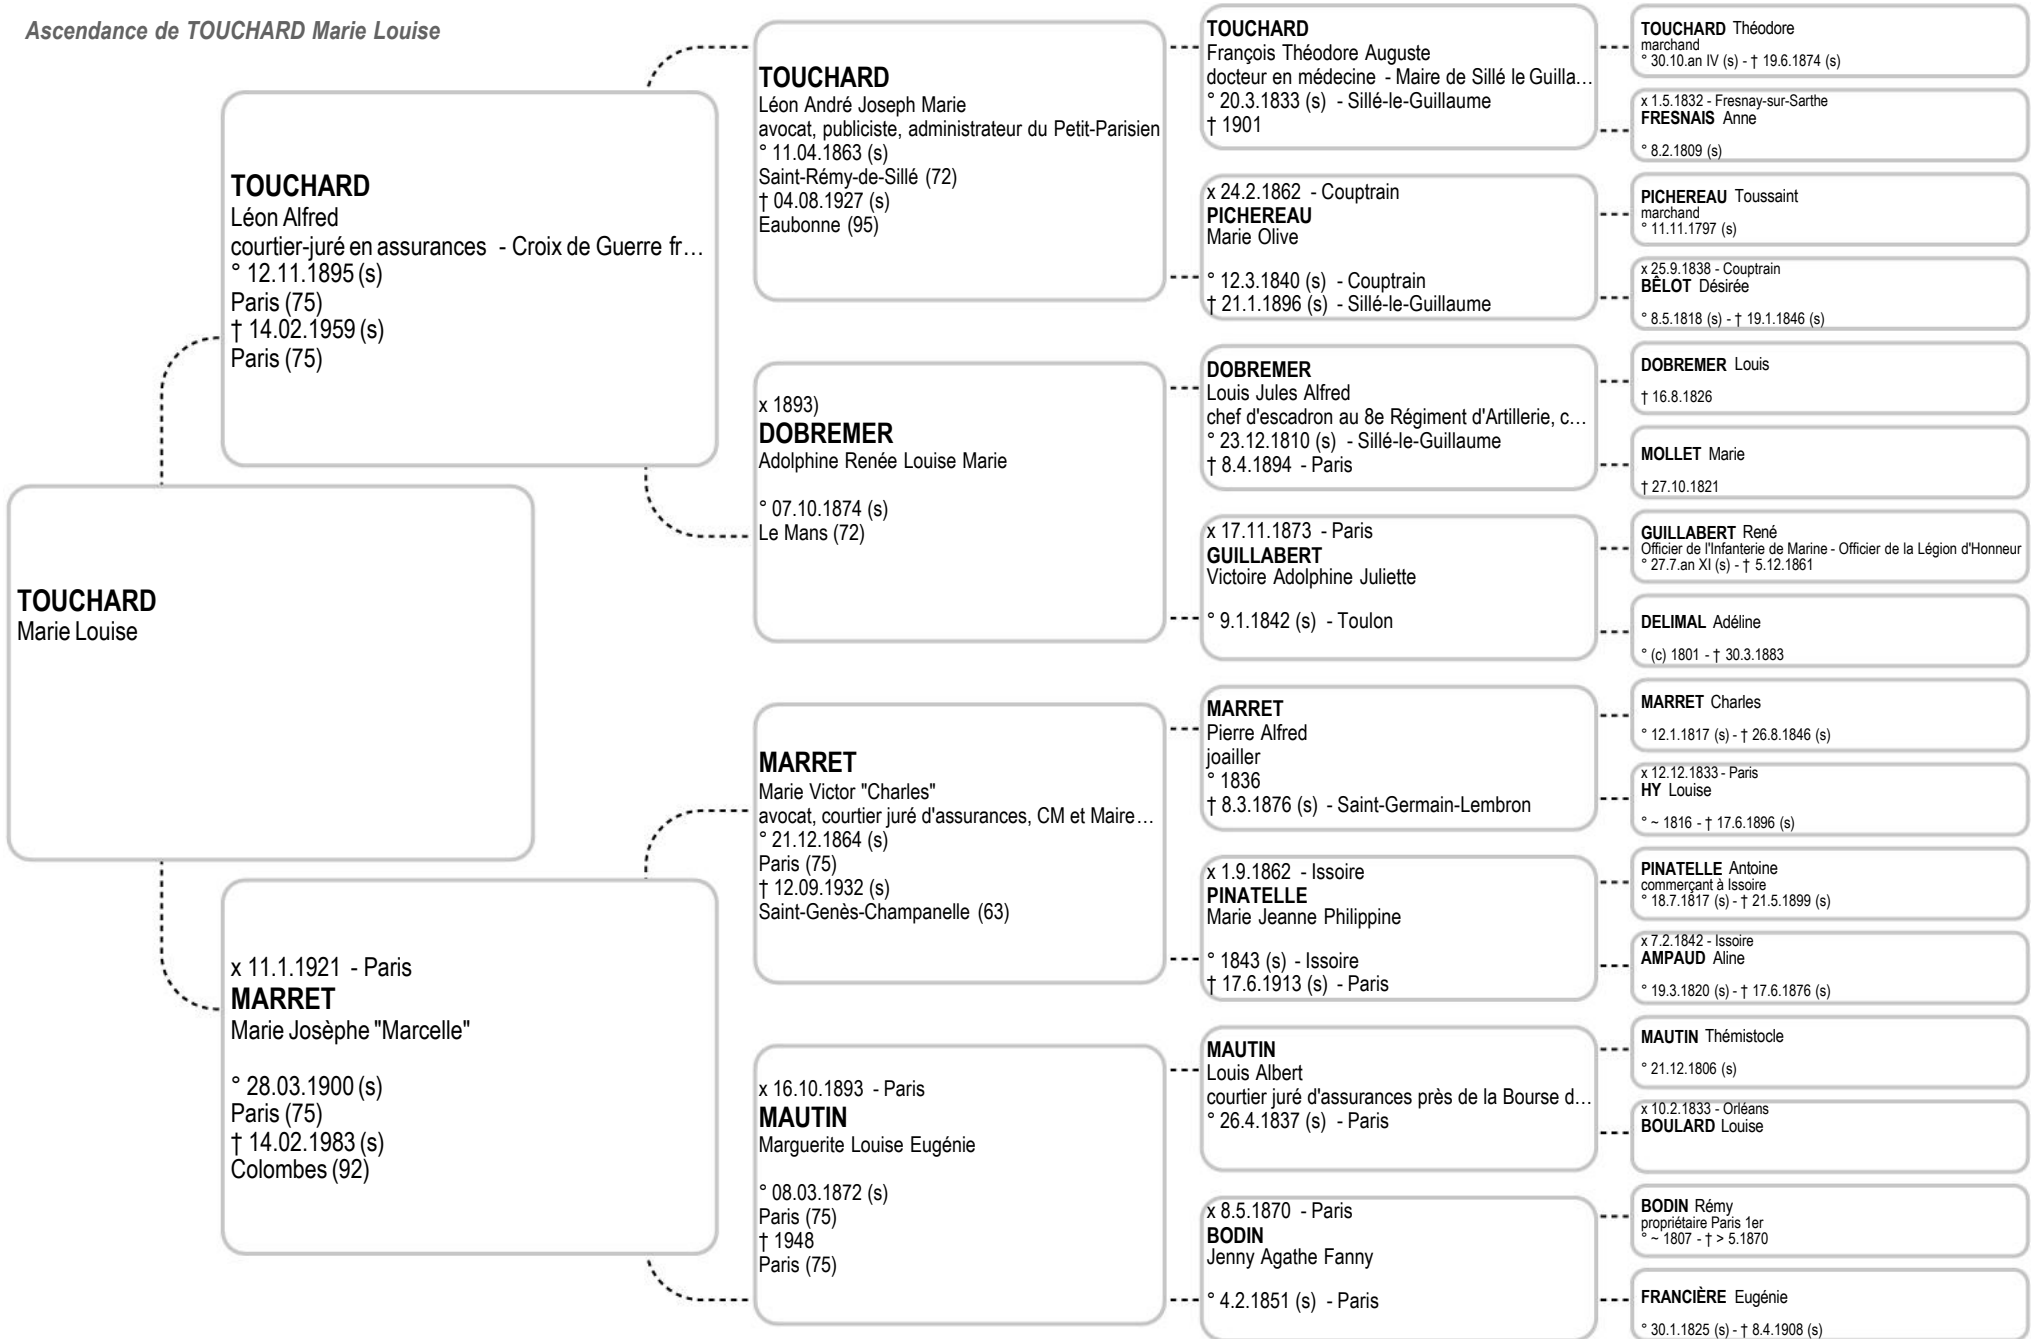 Ascendance de TOUCHARD Marie Louise
TOUCHARD
Marie Louise
TOUCHARD
Léon Alfred
courtier-juré en assurances - Croix de Guerre fr…
° 12.11.1895 (s)
Paris (75)
† 14.02.1959 (s)
Paris (75)
x 11.1.1921 - Paris
MARRET
Marie Josèphe "Marcelle"
° 28.03.1900 (s)
Paris (75)
† 14.02.1983 (s)
Colombes (92)
TOUCHARD
Léon André Joseph Marie
avocat, publiciste, administrateur du Petit-Parisien
° 11.04.1863 (s)
Saint-Rémy-de-Sillé (72)
† 04.08.1927 (s)
Eaubonne (95)
x 1893)
DOBREMER
Adolphine Renée Louise Marie
° 07.10.1874 (s)
Le Mans (72)
MARRET
Marie Victor "Charles"
avocat, courtier juré d'assurances, CM et Maire…
° 21.12.1864 (s)
Paris (75)
† 12.09.1932 (s)
Saint-Genès-Champanelle (63)
x 16.10.1893 - Paris
MAUTIN
Marguerite Louise Eugénie
° 08.03.1872 (s)
Paris (75)
† 1948
Paris (75)
TOUCHARD
François Théodore Auguste
docteur en médecine - Maire de Sillé le Guilla…
° 20.3.1833 (s) - Sillé-le-Guillaume
† 1901
x 24.2.1862 - Couptrain
PICHEREAU
Marie Olive
° 12.3.1840 (s) - Couptrain
† 21.1.1896 (s) - Sillé-le-Guillaume
DOBREMER
Louis Jules Alfred
chef d'escadron au 8e Régiment d'Artillerie, c…
° 23.12.1810 (s) - Sillé-le-Guillaume
† 8.4.1894 - Paris
x 17.11.1873 - Paris
GUILLABERT
Victoire Adolphine Juliette
° 9.1.1842 (s) - Toulon
MARRET
Pierre Alfred
joailler
° 1836
† 8.3.1876 (s) - Saint-Germain-Lembron
x 1.9.1862 - Issoire
PINATELLE
Marie Jeanne Philippine
° 1843 (s) - Issoire
† 17.6.1913 (s) - Paris
MAUTIN
Louis Albert
courtier juré d'assurances près de la Bourse d…
° 26.4.1837 (s) - Paris
x 8.5.1870 - Paris
BODIN
Jenny Agathe Fanny
° 4.2.1851 (s) - Paris
TOUCHARD Théodore
marchand
° 30.10.an IV (s) - † 19.6.1874 (s)
x 1.5.1832 - Fresnay-sur-Sarthe
FRESNAIS Anne
° 8.2.1809 (s)
PICHEREAU Toussaint
marchand
° 11.11.1797 (s)
x 25.9.1838 - Couptrain
BÊLOT Désirée
° 8.5.1818 (s) - † 19.1.1846 (s)
DOBREMER Louis
† 16.8.1826
MOLLET Marie
† 27.10.1821
GUILLABERT René
Officier de l'Infanterie de Marine - Officier de la Légion d'Honneur
° 27.7.an XI (s) - † 5.12.1861
DELIMAL Adéline
° (c) 1801 - † 30.3.1883
MARRET Charles
° 12.1.1817 (s) - † 26.8.1846 (s)
x 12.12.1833 - Paris
HY Louise
° ~ 1816 - † 17.6.1896 (s)
PINATELLE Antoine
commerçant à Issoire
° 18.7.1817 (s) - † 21.5.1899 (s)
x 7.2.1842 - Issoire
AMPAUD Aline
° 19.3.1820 (s) - † 17.6.1876 (s)
MAUTIN Thémistocle
° 21.12.1806 (s)
x 10.2.1833 - Orléans
BOULARD Louise
BODIN Rémy
propriétaire Paris 1er
° ~ 1807 - † > 5.1870
FRANCIÈRE Eugénie
° 30.1.1825 (s) - † 8.4.1908 (s)